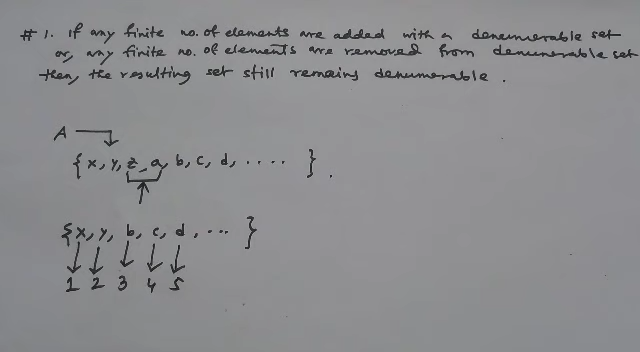 # 1. If any finite no. of elements are added with a denumerable set
or, any finite no. of elements are removed from denumerable set
then, the resulting set still remains denumerable.
A
{x, y, z, a, b, c, d, .... }.
{x, y, b, c, d, ... }
1 2 3 4 5